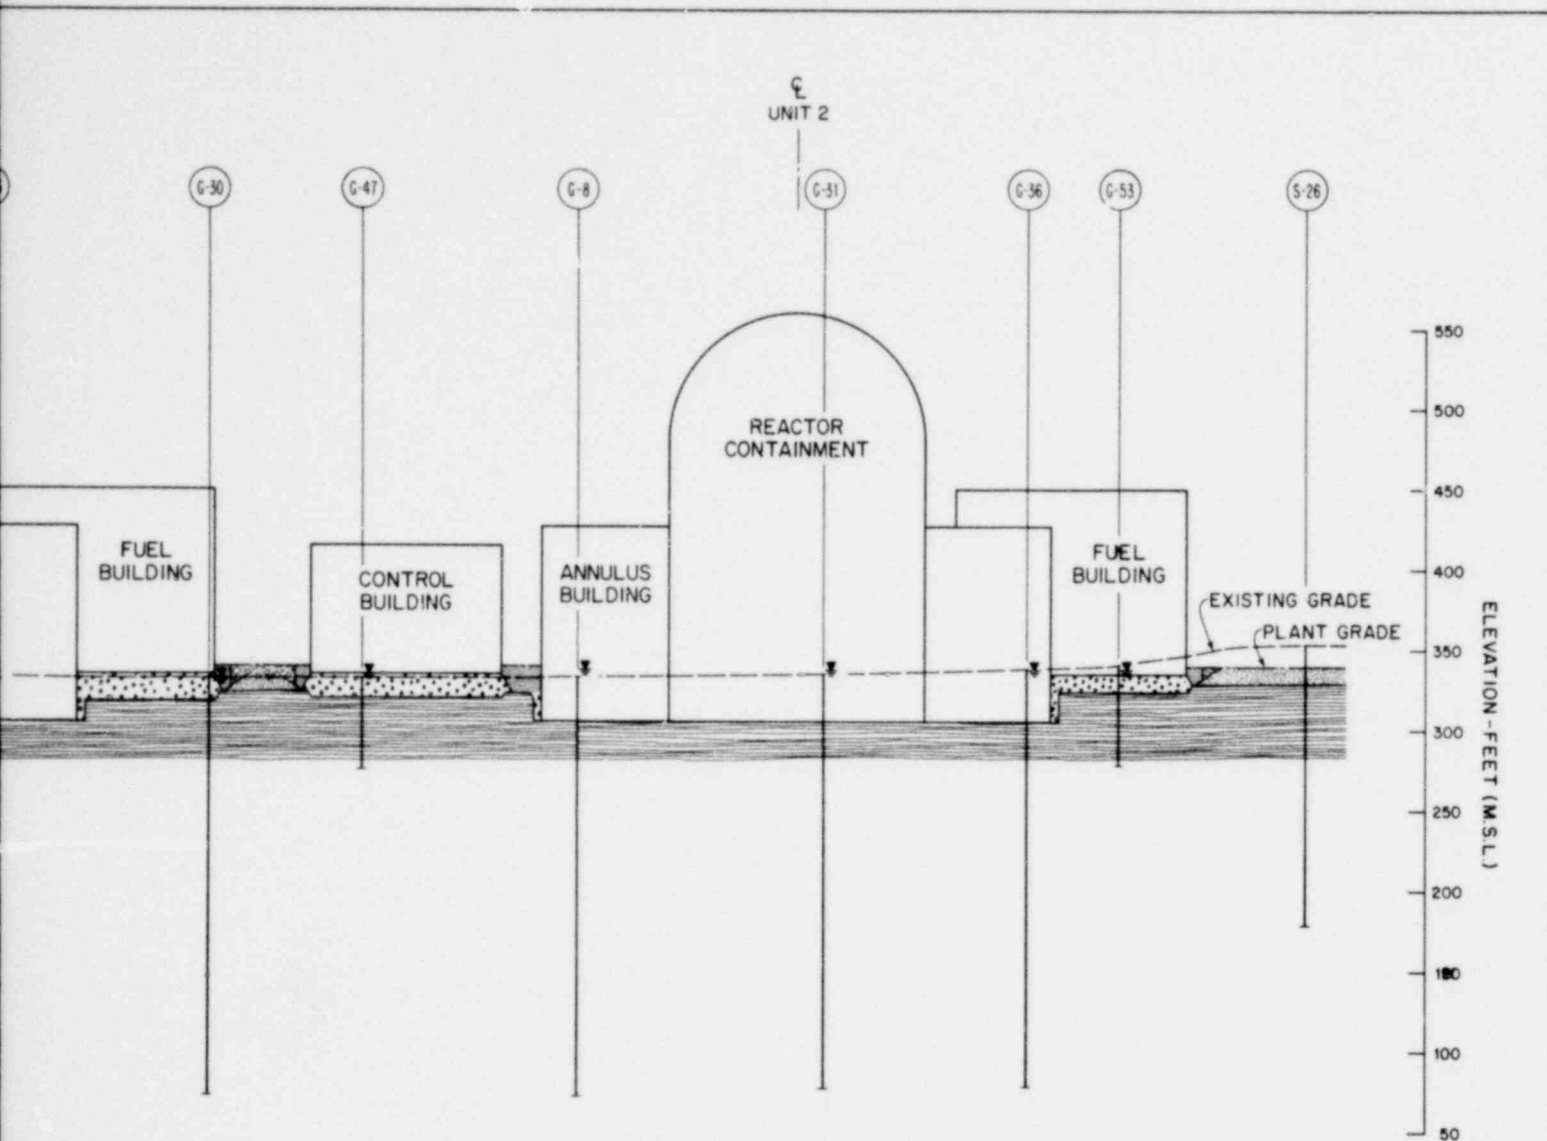 ℄
UNIT 2
G-30
G-47
G-8
G-31
G-36
G-53
S-26
550
500
REACTOR
CONTAINMENT
450
FUEL
BUILDING
CONTROL
BUILDING
ANNULUS
BUILDING
FUEL
BUILDING
400
EXISTING GRADE
PLANT GRADE
350
300
250
200
100
50
ELEVATION-FEET (M.S.L.)